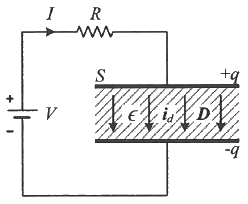 I R
S +q
+ ϵ i_d D
V
- -q